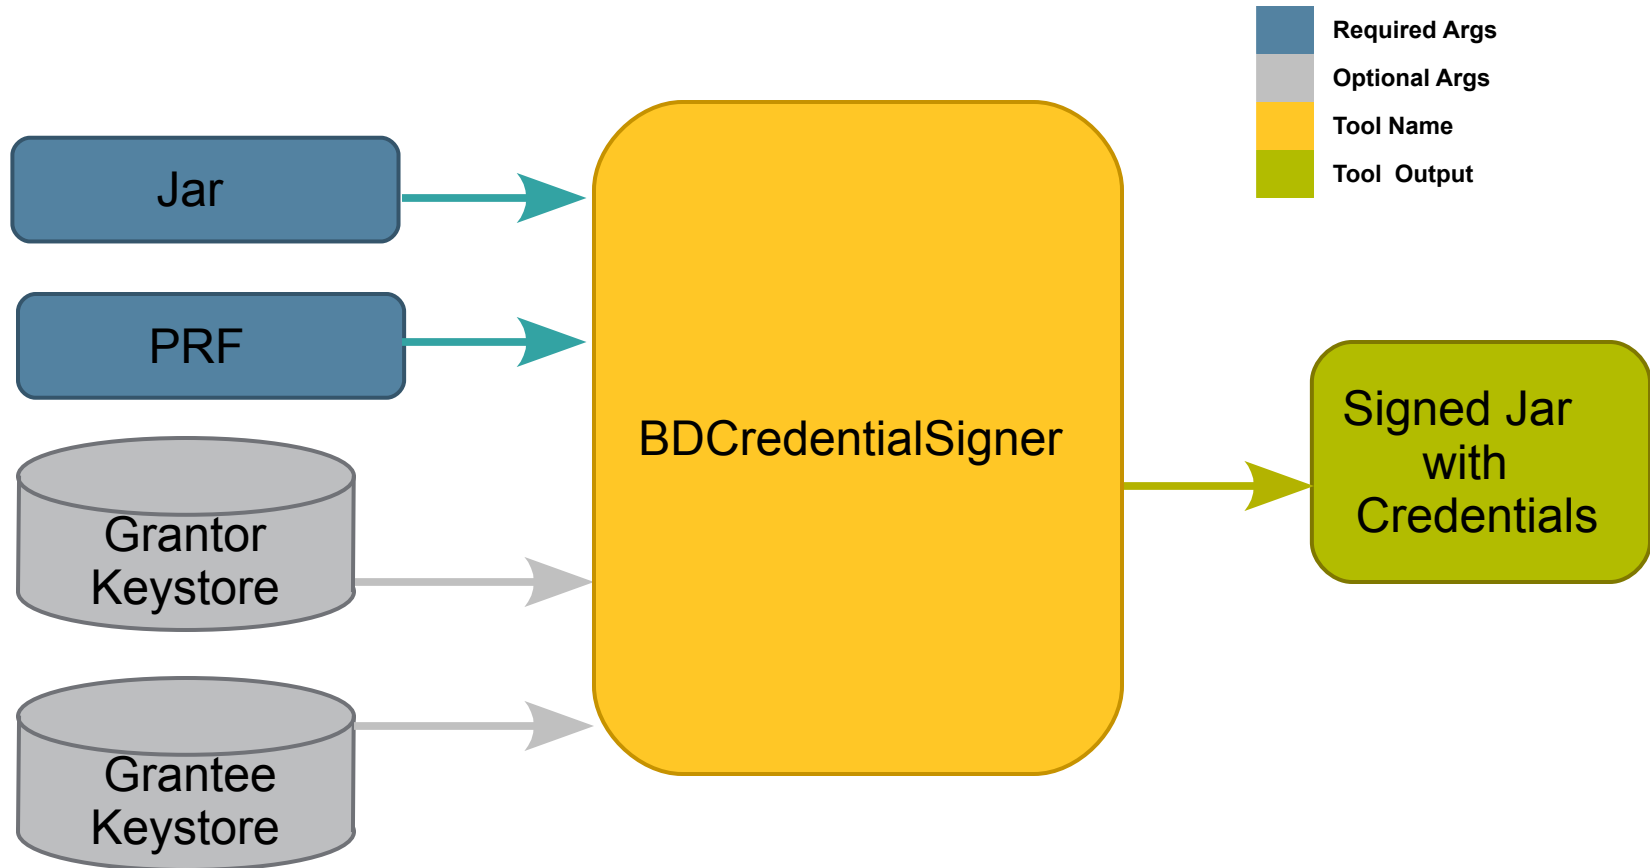 Required Args
Optional Args
Tool Name
Tool  Output
Jar
PRF
Grantor
Keystore
Grantee
Keystore
BDCredentialSigner
Signed Jar
with
Credentials